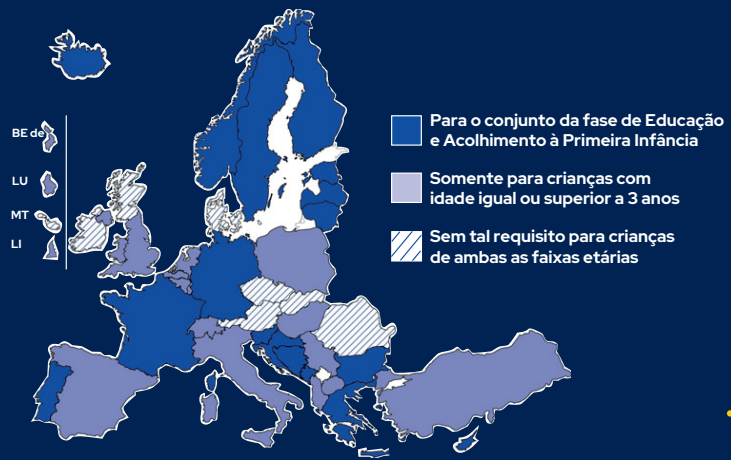 BE de
LU
MT
LI
Para o conjunto da fase de Educação
e Acolhimento à Primeira Infância
Somente para crianças com
idade igual ou superior a 3 anos
Sem tal requisito para crianças
de ambas as faixas etárias